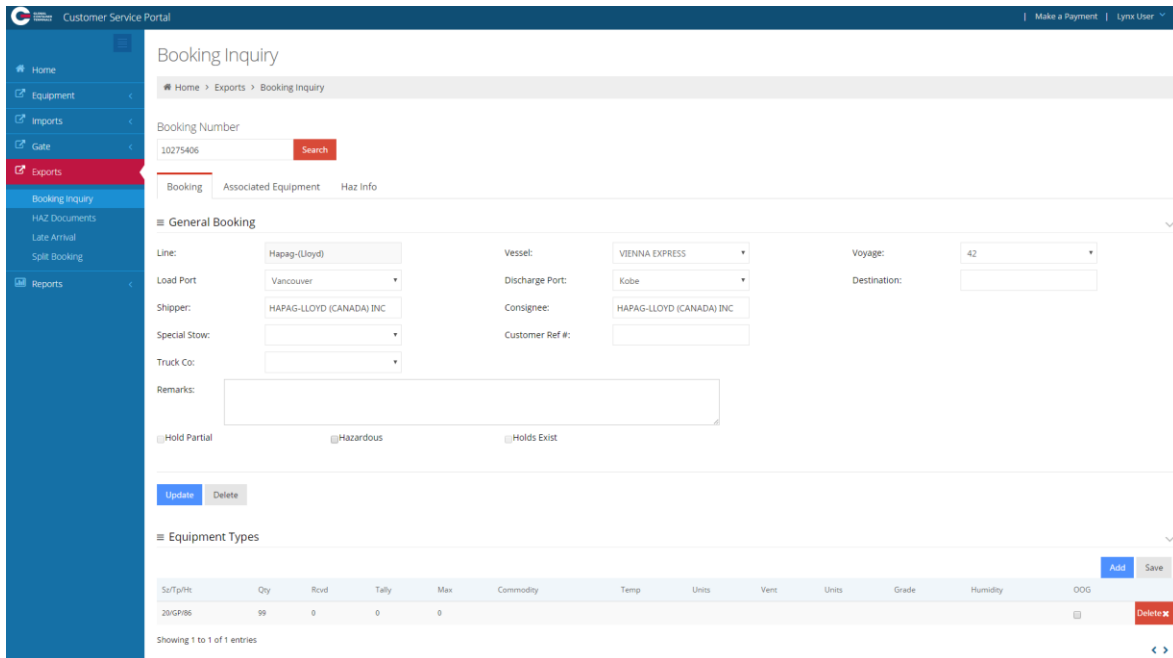 GLOBAL CONTAINER TERMINALS Customer Service Portal | Make a Payment | Lynx User
Home
Equipment
Imports
Gate
Exports
Booking Inquiry
HAZ Documents
Late Arrival
Split Booking
Reports
Booking Inquiry
Home > Exports > Booking Inquiry
Booking Number
10275406 Search
Booking Associated Equipment Haz Info
General Booking
Line: Hapag-(Lloyd) Vessel: VIENNA EXPRESS Voyage: 42
Load Port Vancouver Discharge Port: Kobe Destination:
Shipper: HAPAG-LLOYD (CANADA) INC Consignee: HAPAG-LLOYD (CANADA) INC
Special Stow: Customer Ref #:
Truck Co:
Remarks:
Hold Partial Hazardous Holds Exist
Update Delete
Equipment Types
Add Save
Sz/Tp/Ht Qty Rcvd Tally Max Commodity Temp Units Vent Units Grade Humidity OOG
20/GP/86 99 0 0 0 Delete
Showing 1 to 1 of 1 entries